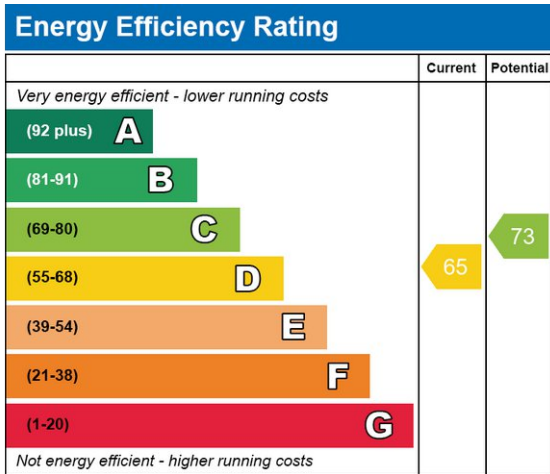 Energy Efficiency Rating
Current Potential
Very energy efficient - lower running costs
(92 plus) A
(81-91) B
(69-80) C
73
(55-68) D
65
(39-54) E
(21-38) F
(1-20) G
Not energy efficient - higher running costs